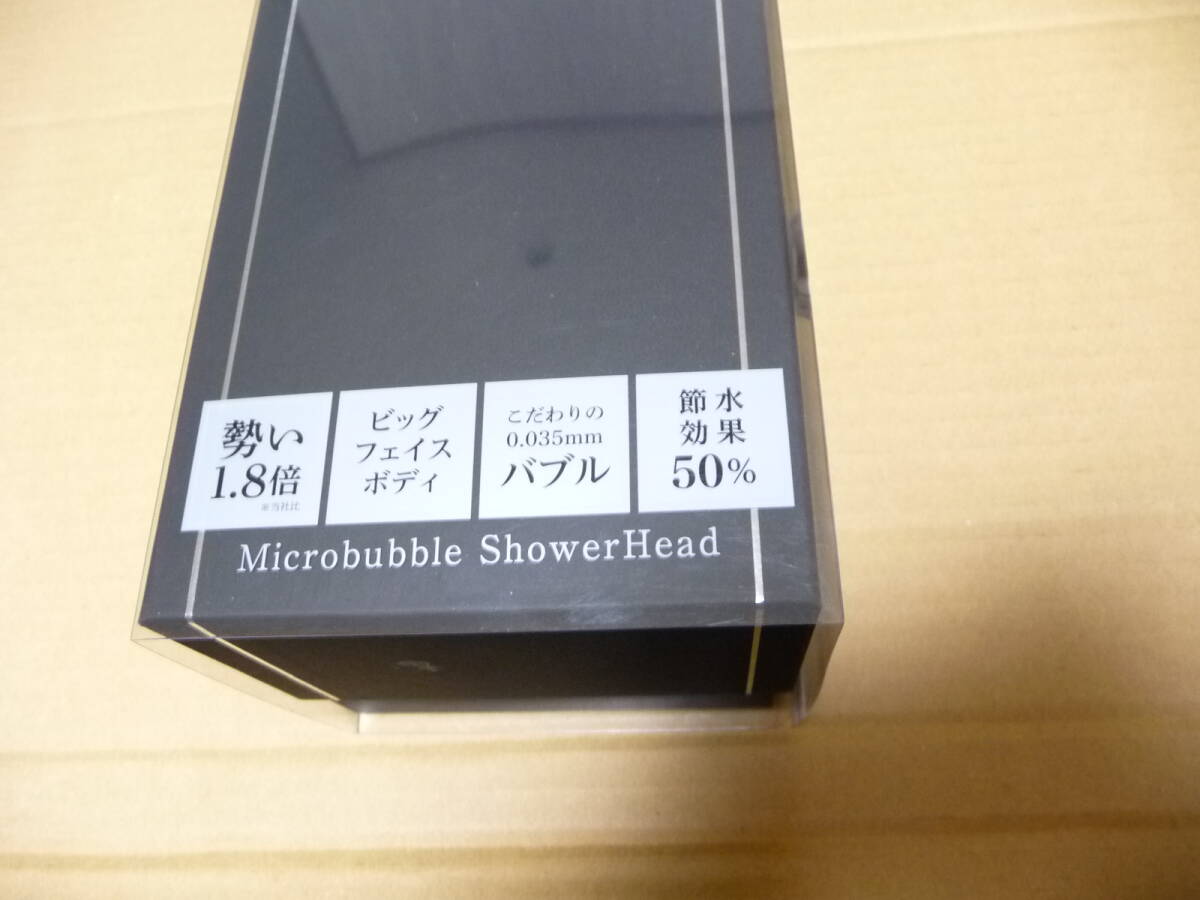 勢い
1.8倍
※当社比
ビッグ
フェイス
ボディ
こだわりの
0.035mm
バブル
節水
効果
50%
Microbubble ShowerHead